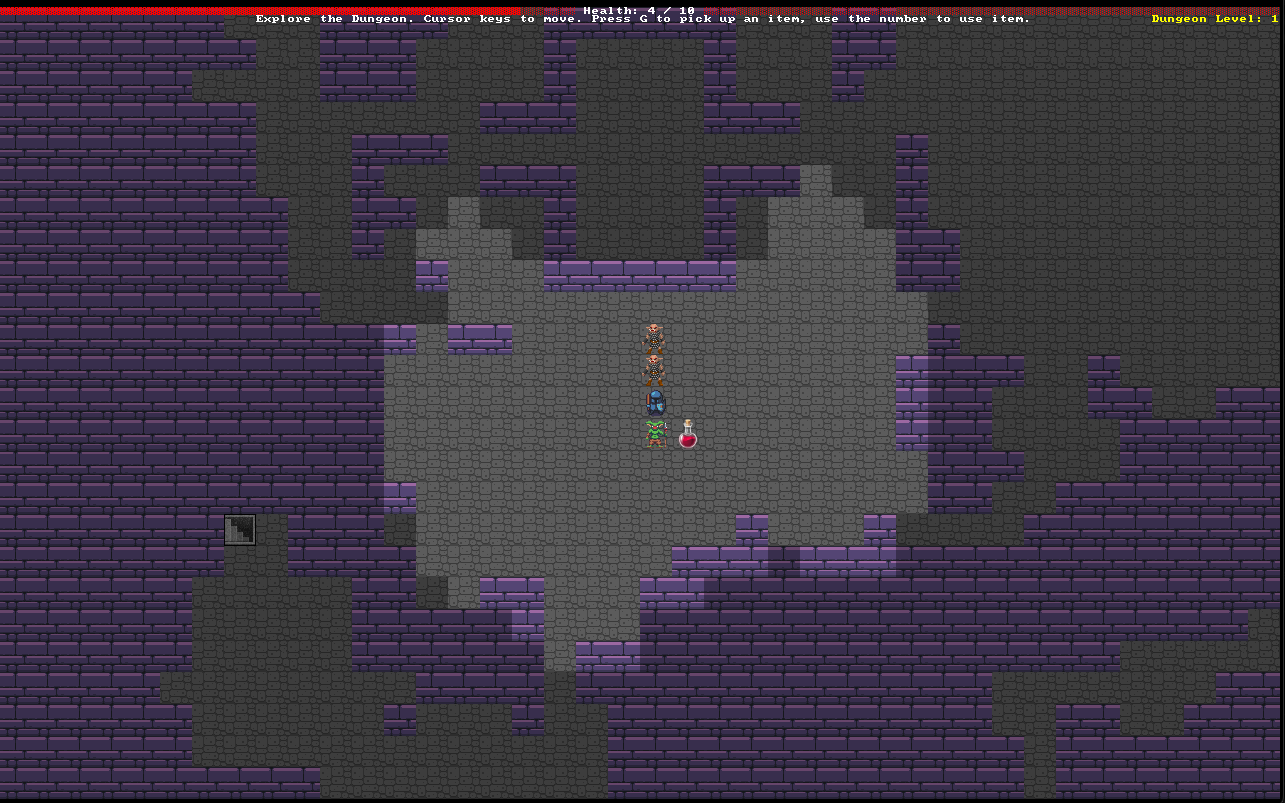 Health: 4 / 10
Explore the Dungeon. Cursor keys to move. Press G to pick up an item, use the number to use item.
Dungeon Level: 1